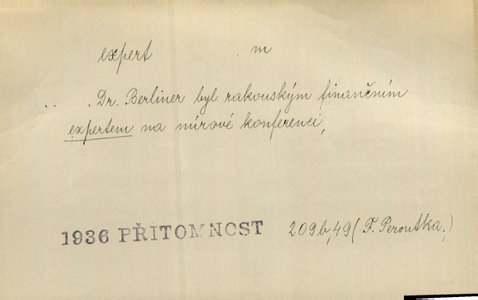 expert m
.. .Dr. Berliner byl rakouským finančním
expertem na mírové konferenci,
1936 PŘÍTOMNOST 209b,49 (F. Peroutka.)